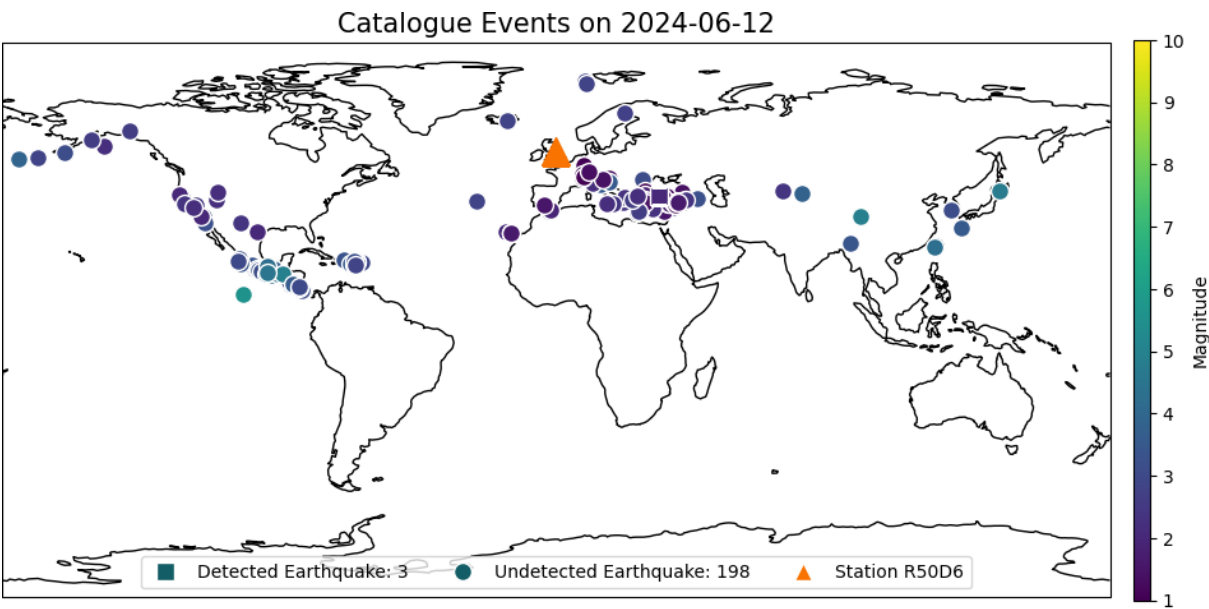 Catalogue Events on 2024-06-12
10
9
8
7
6
5
4
3
2
1
Magnitude
Detected Earthquake: 3
Undetected Earthquake: 198
Station R50D6